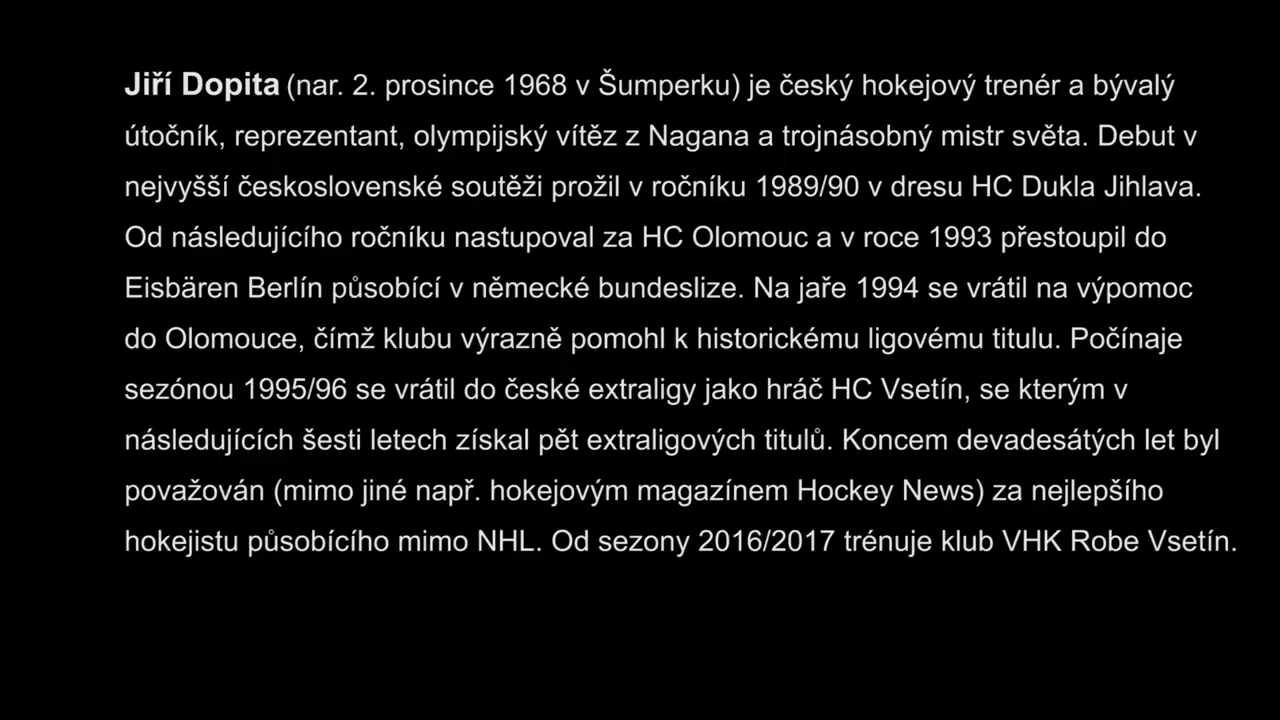 Jiří Dopita (nar. 2. prosince 1968 v Šumperku) je český hokejový trenér a bývalý
útočník, reprezentant, olympijský vítěz z Nagana a trojnásobný mistr světa. Debut v
nejvyšší československé soutěži prožil v ročníku 1989/90 v dresu HC Dukla Jihlava.
Od následujícího ročníku nastupoval za HC Olomouc a v roce 1993 přestoupil do
Eisbären Berlín působící v německé bundeslize. Na jaře 1994 se vrátil na výpomoc
do Olomouce, čímž klubu výrazně pomohl k historickému ligovému titulu. Počínaje
sezónou 1995/96 se vrátil do české extraligy jako hráč HC Vsetín, se kterým v
následujících šesti letech získal pět extraligových titulů. Koncem devadesátých let byl
považován (mimo jiné např. hokejovým magazínem Hockey News) za nejlepšího
hokejistu působícího mimo NHL. Od sezony 2016/2017 trénuje klub VHK Robe Vsetín.